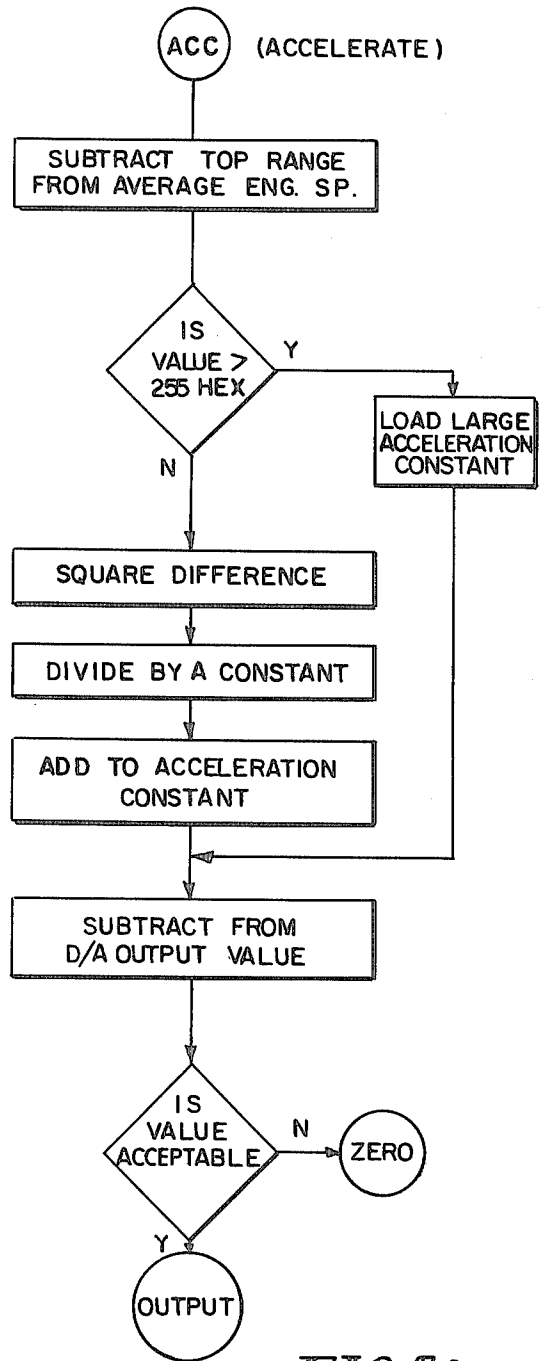 ACC (ACCELERATE)
SUBTRACT TOP RANGE
FROM AVERAGE ENG. SP.
IS
VALUE >
255 HEX
Y
LOAD LARGE
ACCELERATION
CONSTANT
N
SQUARE DIFFERENCE
DIVIDE BY A CONSTANT
ADD TO ACCELERATION
CONSTANT
SUBTRACT FROM
D/A OUTPUT VALUE
IS
VALUE
ACCEPTABLE
N
ZERO
Y
OUTPUT